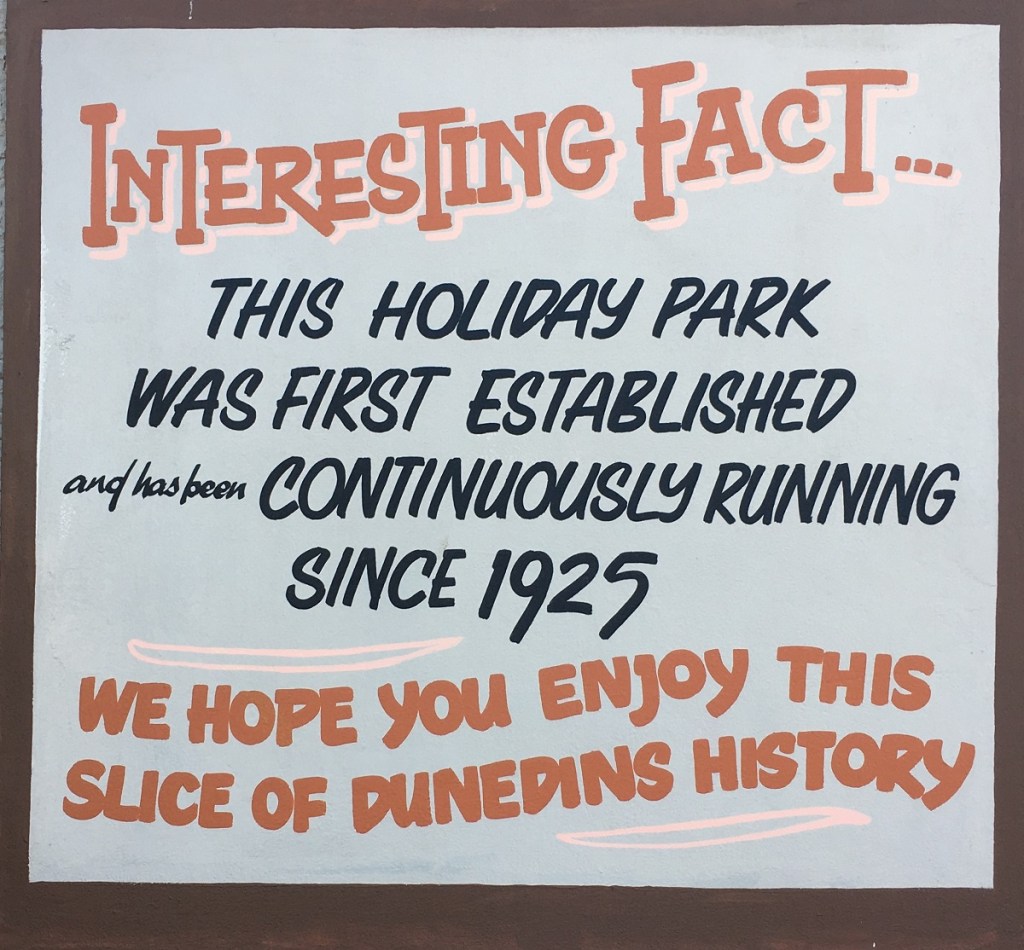 INTERESTING FACT...
THIS HOLIDAY PARK
WAS FIRST ESTABLISHED
and has been CONTINUOUSLY RUNNING
SINCE 1925
WE HOPE YOU ENJOY THIS
SLICE OF DUNEDINS HISTORY